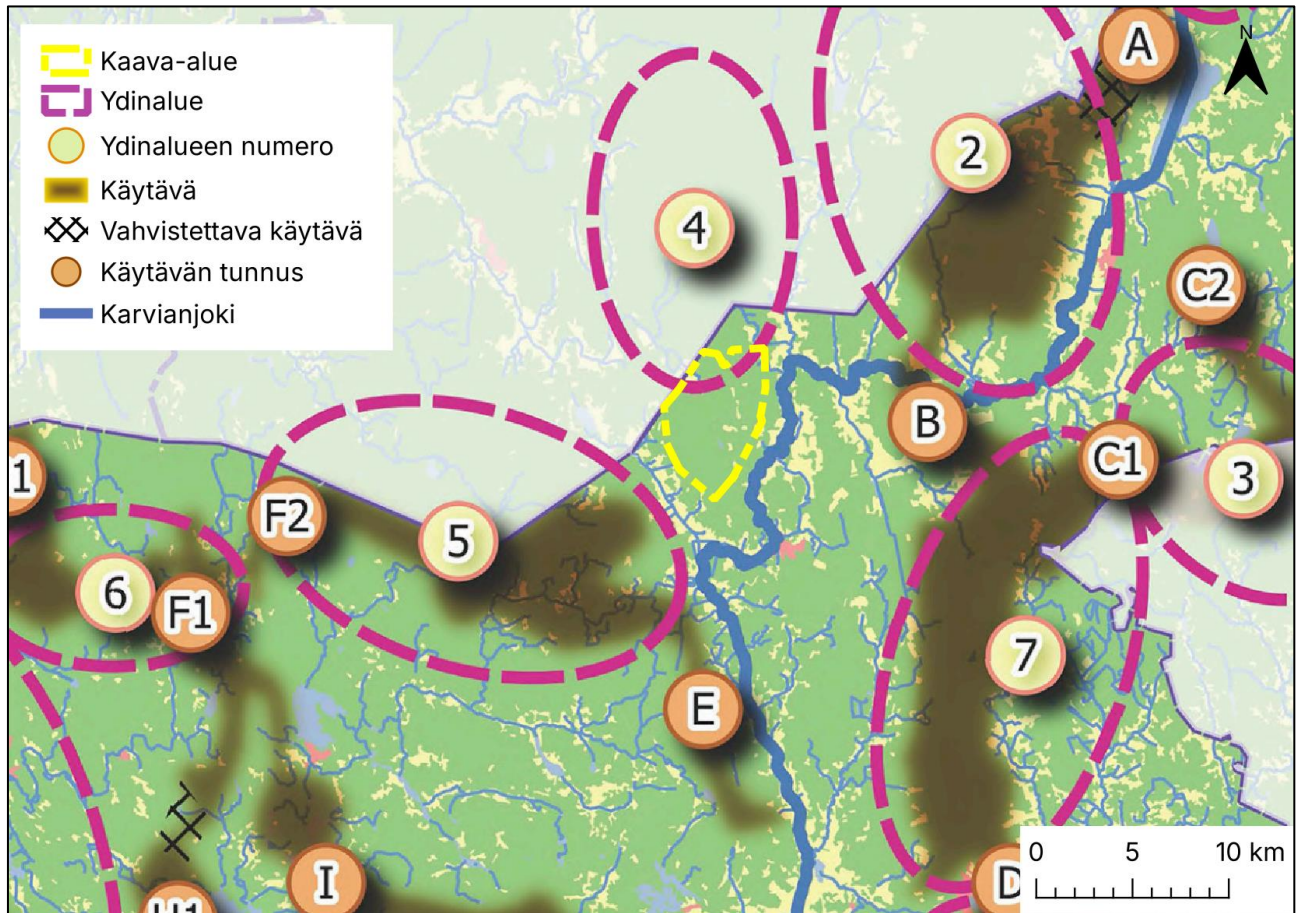 Kaava-alue
Ydinalue
Ydinalueen numero
Käytävä
Vahvistettava käytävä
Käytävän tunnus
Karvianjoki
A
N
2
4
C2
B
C1
3
1
F2
5
6
F1
7
E
I
D
H1
0 5 10 km